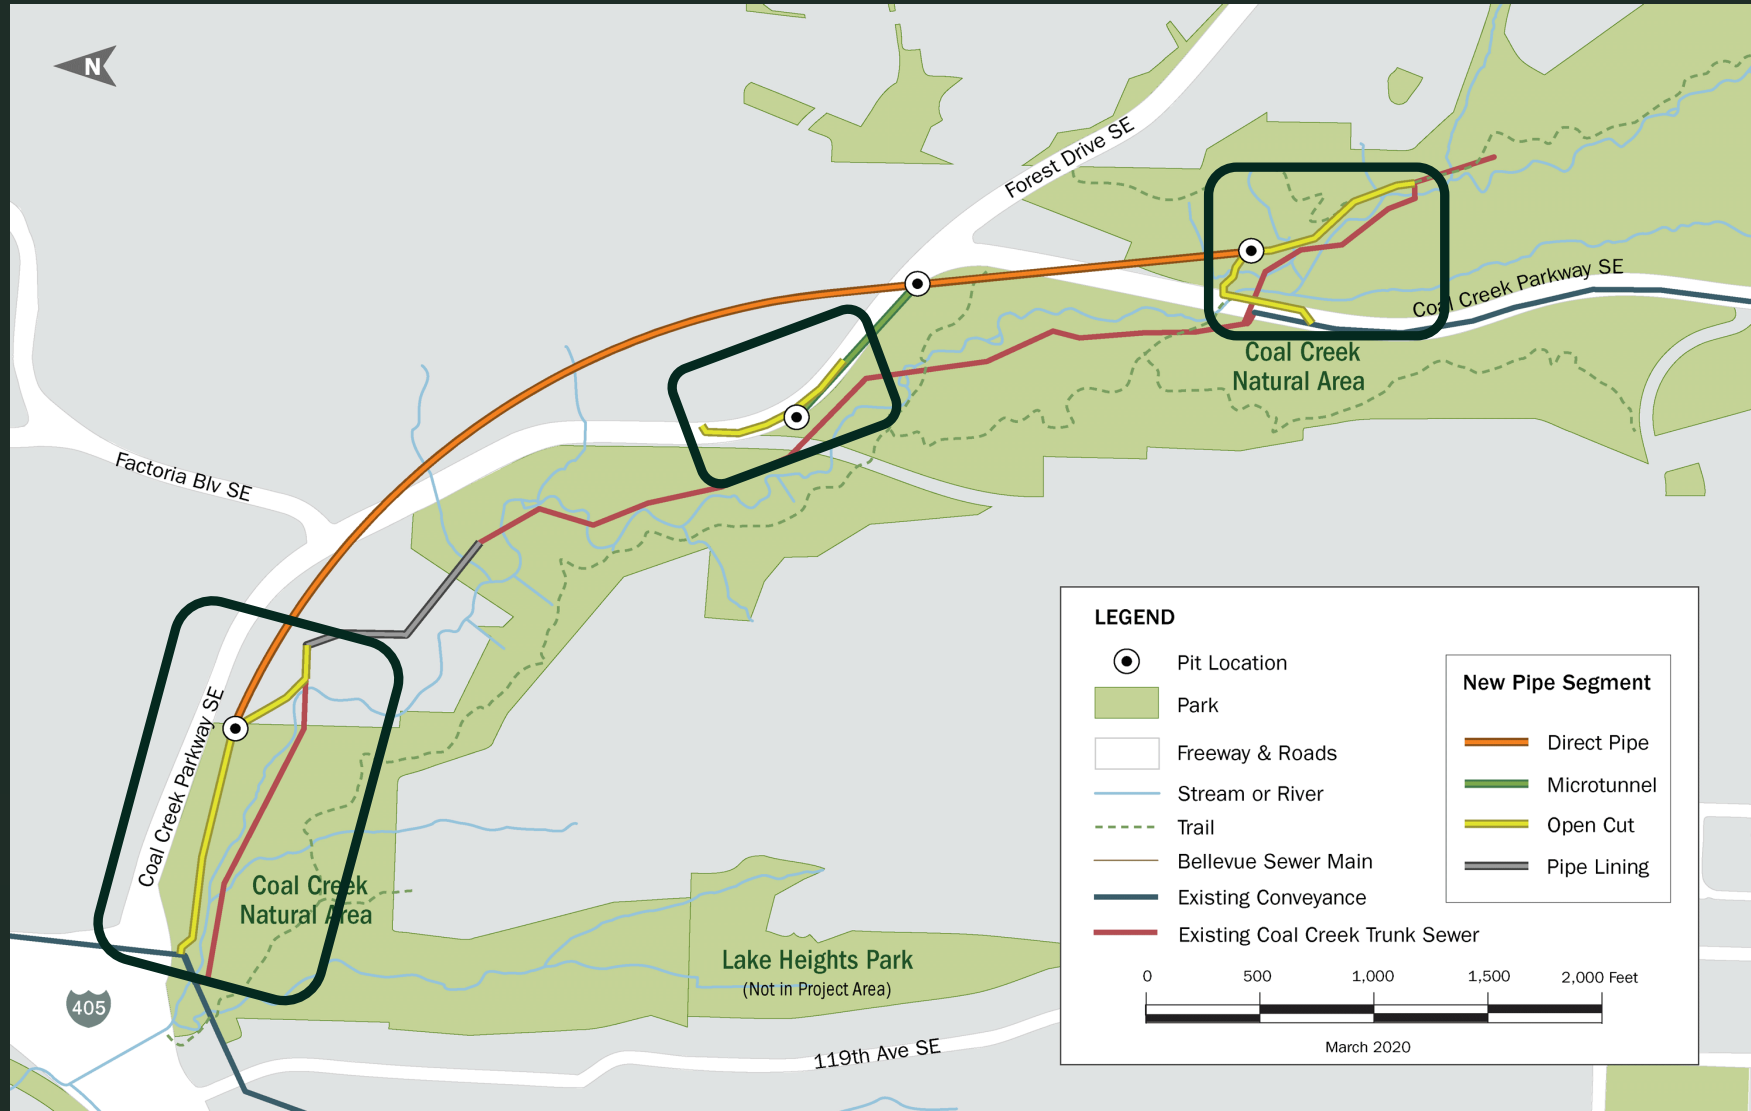 N
Forest Drive SE
Coal Creek Parkway SE
Coal Creek
Natural Area
Factoria Blv SE
Coal Creek Parkway SE
Coal Creek
Natural Area
Lake Heights Park
(Not in Project Area)
405
119th Ave SE
LEGEND
Pit Location
Park
Freeway & Roads
Stream or River
Trail
Bellevue Sewer Main
Existing Conveyance
Existing Coal Creek Trunk Sewer
New Pipe Segment
Direct Pipe
Microtunnel
Open Cut
Pipe Lining
0 500 1,000 1,500 2,000 Feet
March 2020